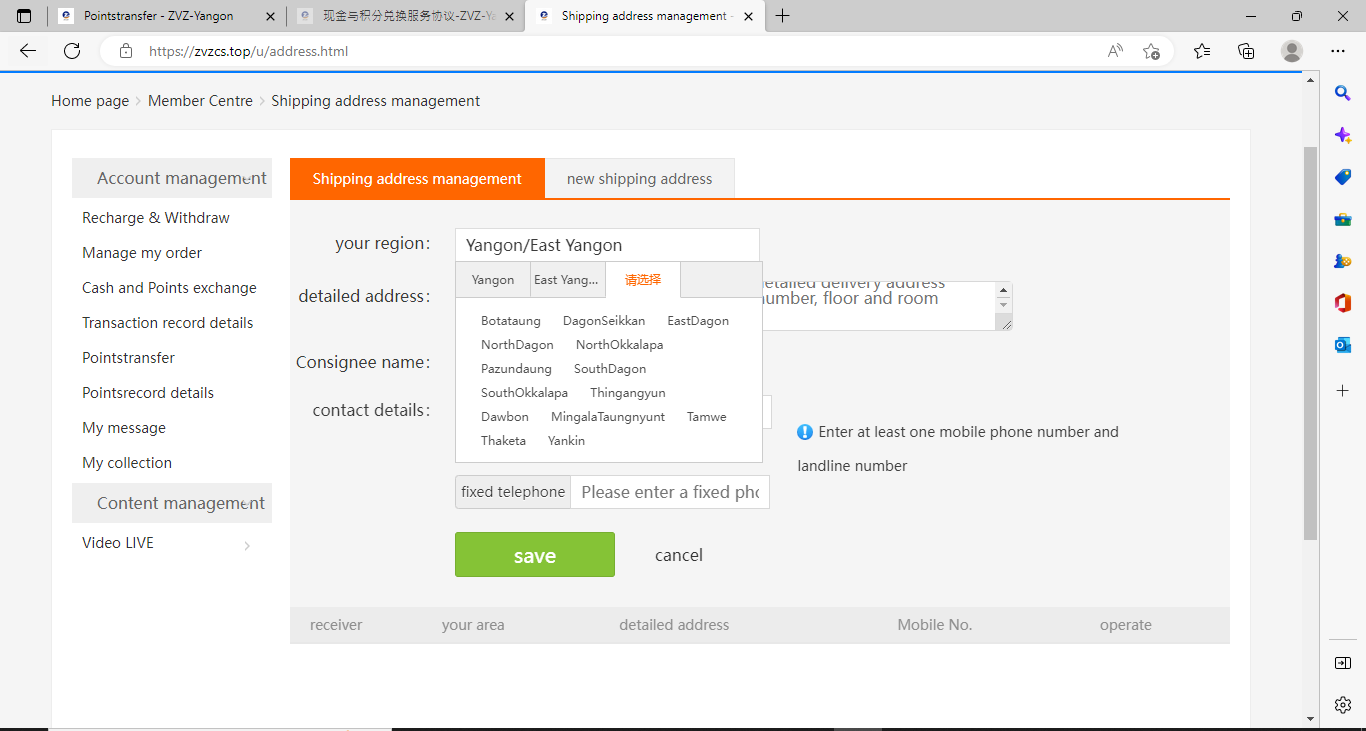 Pointstransfer - ZVZ-Yangon
现金与积分兑换服务协议-ZVZ-Ya
Shipping address management -
https://zvzcs.top/u/address.html
Home page > Member Centre > Shipping address management
Account management
Recharge & Withdraw
Manage my order
Cash and Points exchange
Transaction record details
Pointstransfer
Pointsrecord details
My message
My collection
Content management
Video LIVE
Shipping address management
new shipping address
your region:
Yangon/East Yangon
Yangon East Yang... 请选择
Botataung DagonSeikkan EastDagon
NorthDagon NorthOkkalapa
Pazundaung SouthDagon
SouthOkkalapa Thingangyun
Dawbon MingalaTaungnyunt Tamwe
Thaketa Yankin
detailed address:
detailed delivery address
number, floor and room
Consignee name:
contact details:
Enter at least one mobile phone number and
landline number
fixed telephone Please enter a fixed pho
save cancel
receiver your area detailed address Mobile No. operate